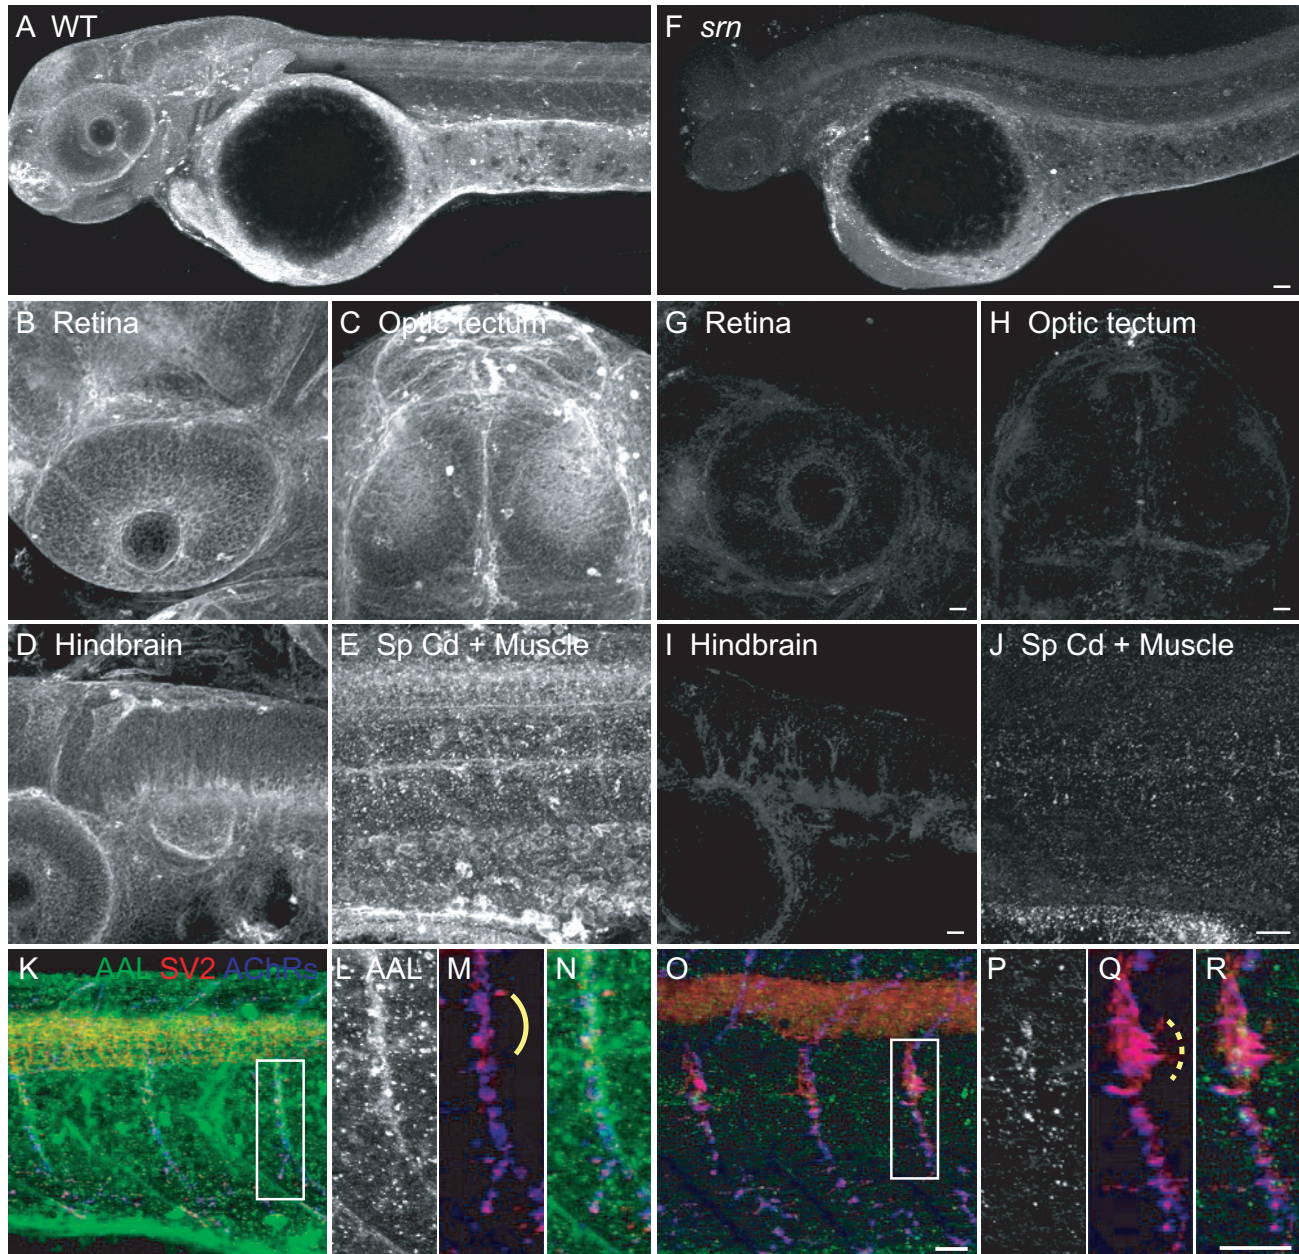 A WT
F srn
B Retina
C Optic tectum
G Retina
H Optic tectum
D Hindbrain
E Sp Cd + Muscle
I Hindbrain
J Sp Cd + Muscle
K AAL SV2 AChRs
L AAL
M
N
O
P
Q
R